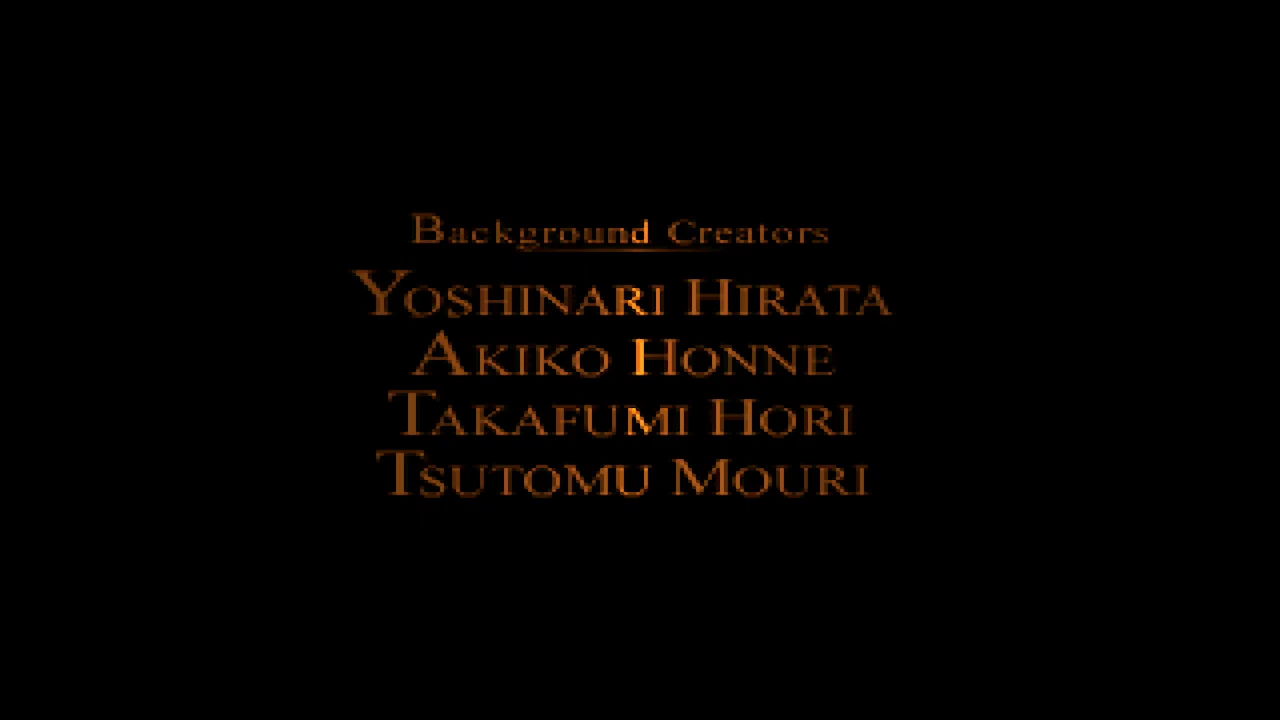 Background Creators
Yoshinari Hirata
Akiko Honne
Takafumi Hori
Tsutomu Mouri